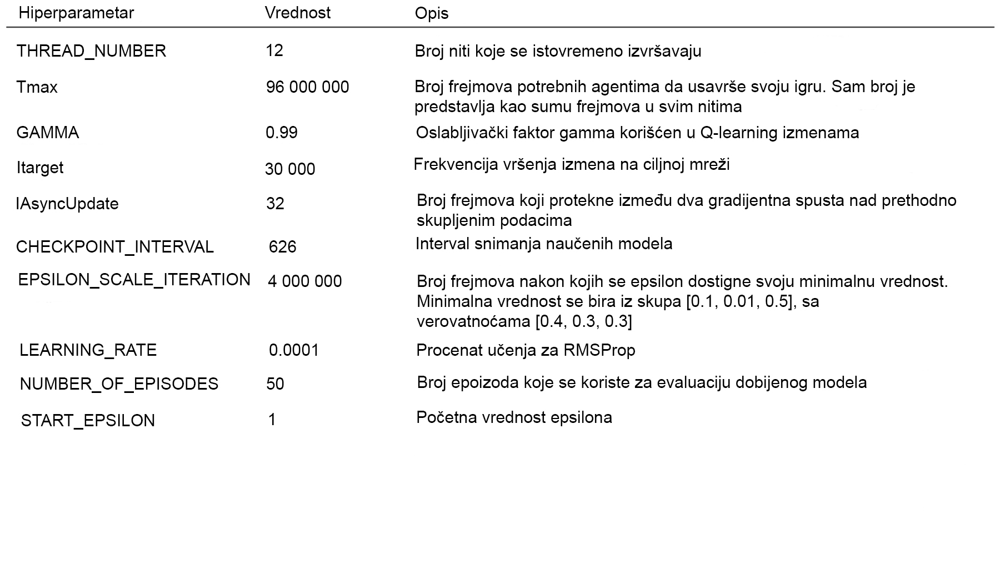 Hiperparametar Vrednost Opis
THREAD_NUMBER 12 Broj niti koje se istovremeno izvršavaju
Tmax 96 000 000 Broj frejmova potrebnih agentima da usavrše svoju igru. Sam broj je
predstavlja kao sumu frejmova u svim nitima
GAMMA 0.99 Oslabljivački faktor gamma korišćen u Q-learning izmenama
Itarget 30 000 Frekvencija vršenja izmena na ciljnoj mreži
IAsyncUpdate 32 Broj frejmova koji protekne između dva gradijentna spusta nad prethodno
skupljenim podacima
CHECKPOINT_INTERVAL 626 Interval snimanja naučenih modela
EPSILON_SCALE_ITERATION 4 000 000 Broj frejmova nakon kojih se epsilon dostigne svoju minimalnu vrednost.
Minimalna vrednost se bira iz skupa [0.1, 0.01, 0.5], sa
verovatnoćama [0.4, 0.3, 0.3]
LEARNING_RATE 0.0001 Procenat učenja za RMSProp
NUMBER_OF_EPISODES 50 Broj epoizoda koje se koriste za evaluaciju dobijenog modela
START_EPSILON 1 Početna vrednost epsilona